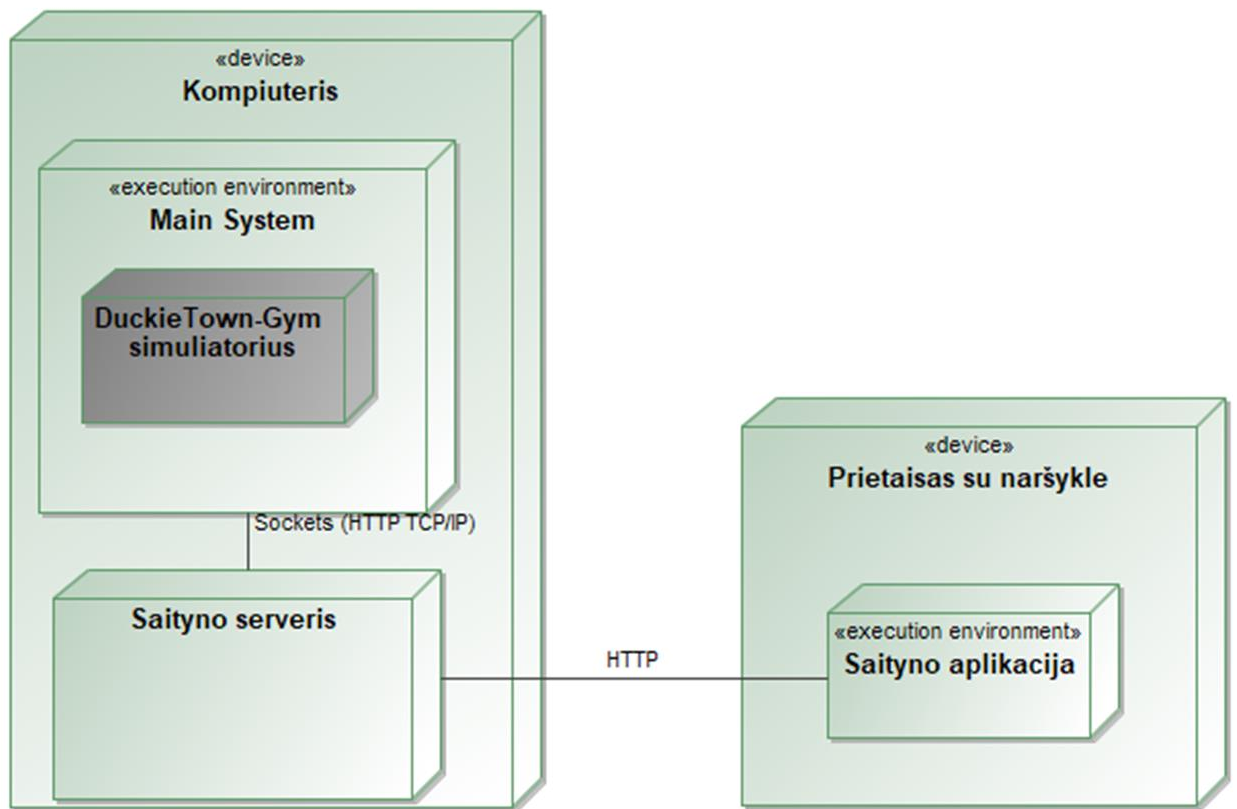 «device»
Kompiuteris
«execution environment»
Main System
DuckieTown-Gym
simuliatorius
Sockets (HTTP TCP/IP)
Saityno serveris
HTTP
«device»
Prietaisas su naršykle
«execution environment»
Saityno aplikacija